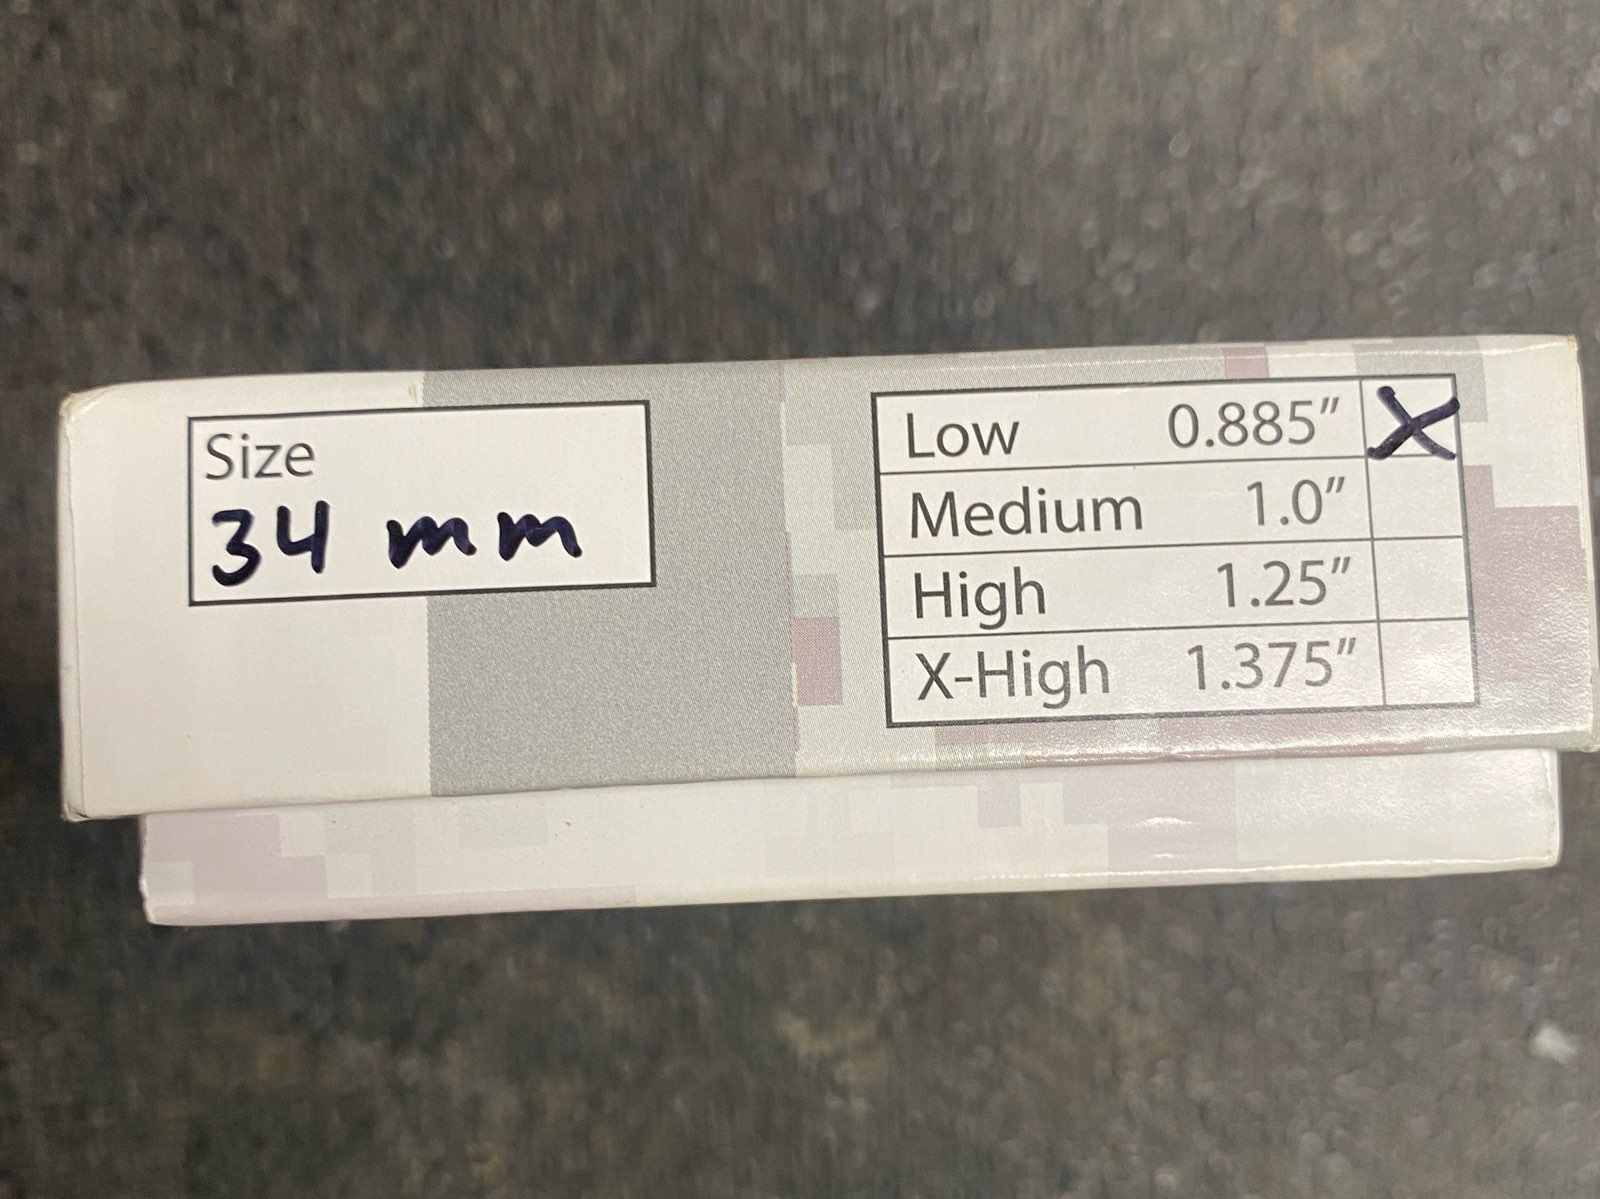 Size
34 mm
Low 0.885" X
Medium 1.0"
High 1.25"
X-High 1.375"